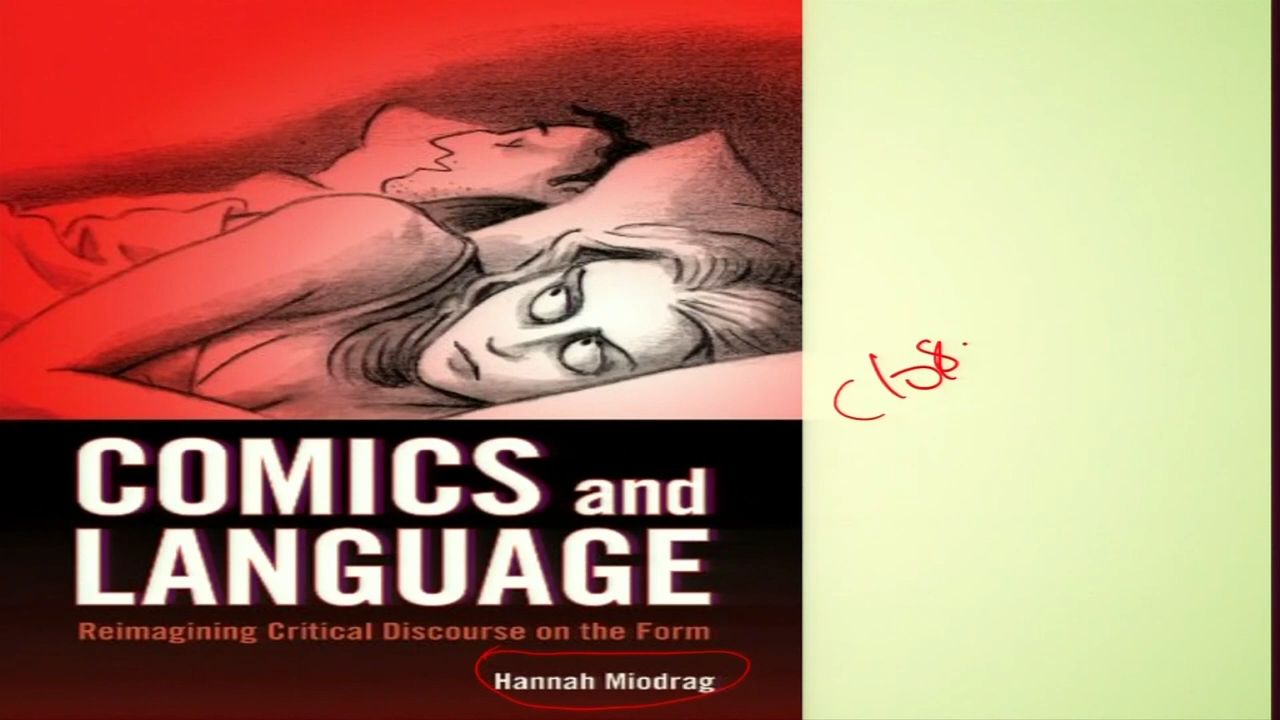 COMICS and
LANGUAGE
Reimagining Critical Discourse on the Form
Hannah Miodrag